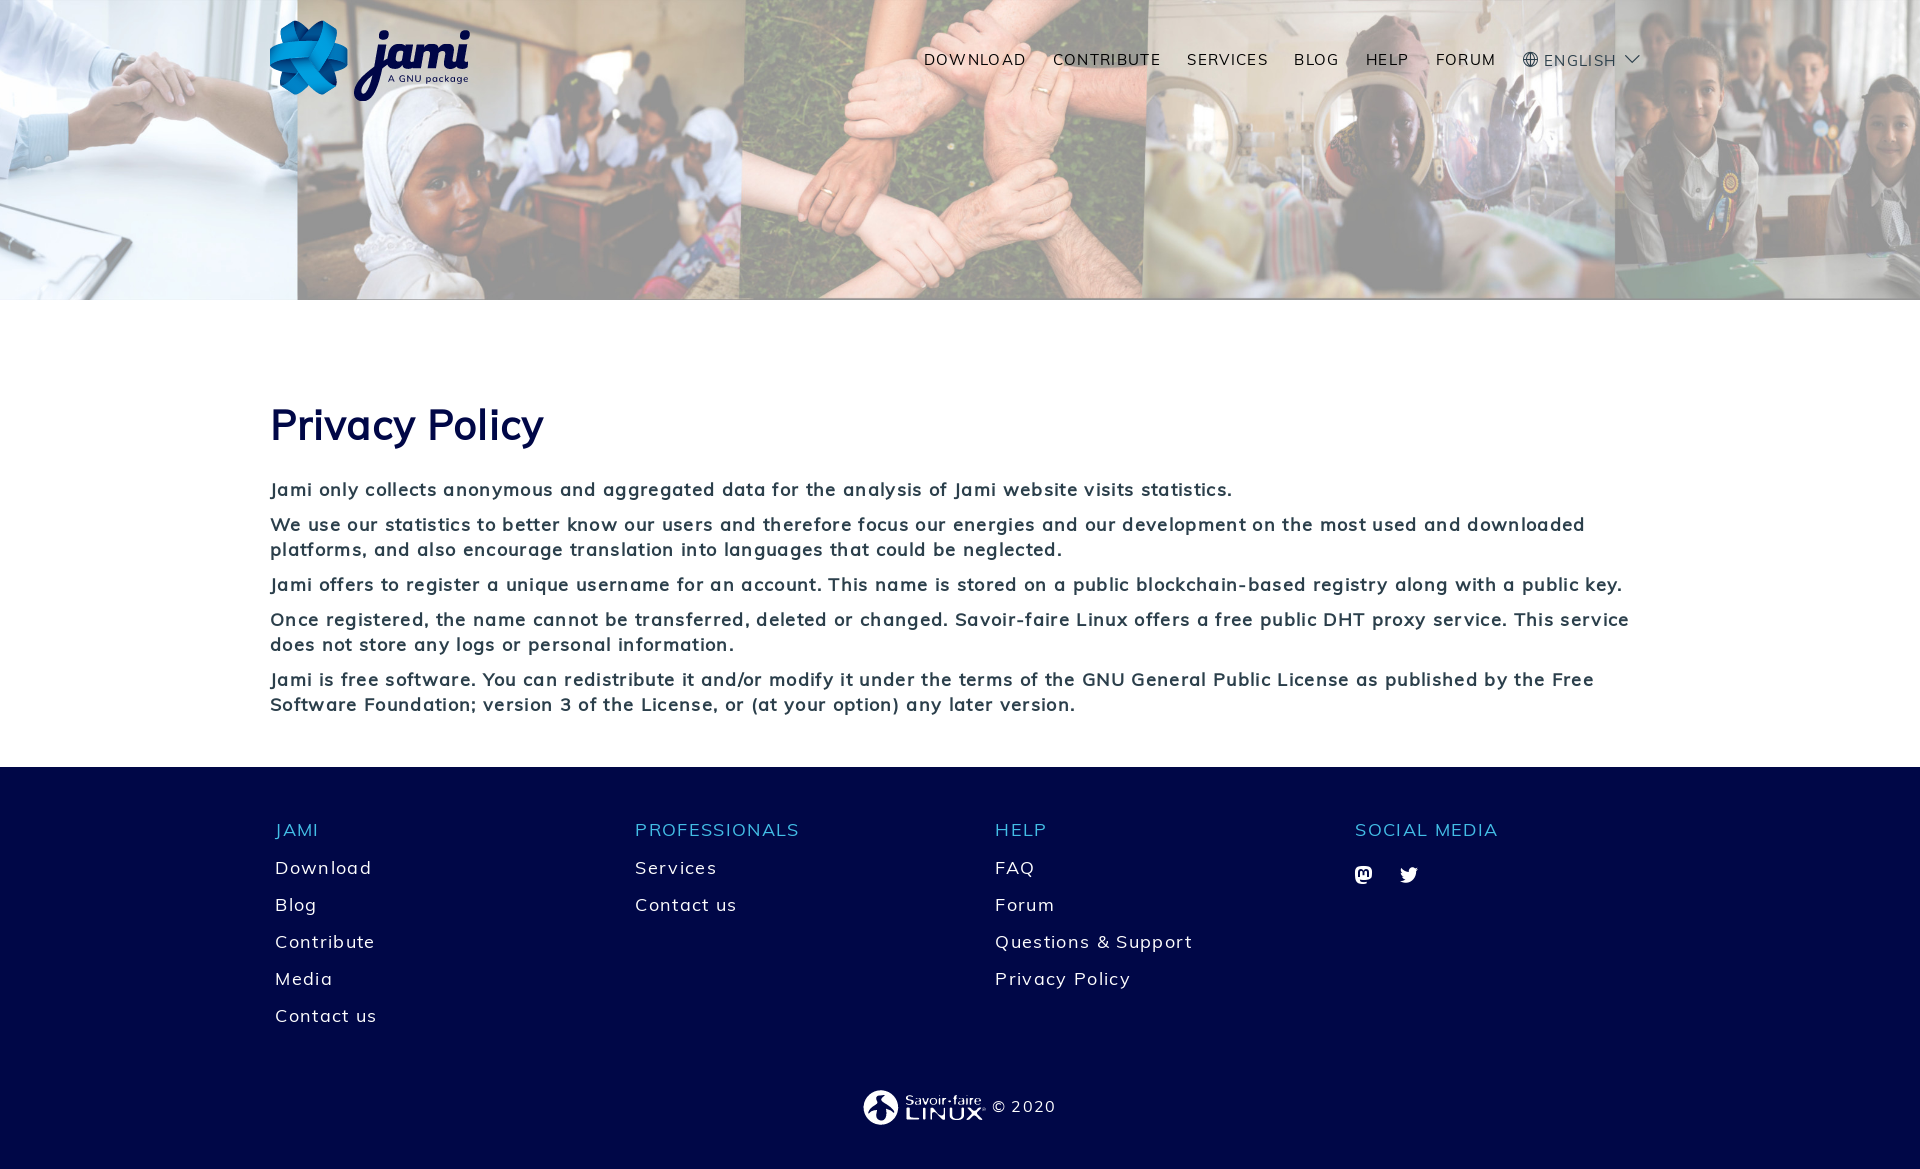 jami
A GNU package
DOWNLOAD CONTRIBUTE SERVICES BLOG HELP FORUM ENGLISH
Privacy Policy
Jami only collects anonymous and aggregated data for the analysis of Jami website visits statistics.
We use our statistics to better know our users and therefore focus our energies and our development on the most used and downloaded
platforms, and also encourage translation into languages that could be neglected.
Jami offers to register a unique username for an account. This name is stored on a public blockchain-based registry along with a public key.
Once registered, the name cannot be transferred, deleted or changed. Savoir-faire Linux offers a free public DHT proxy service. This service
does not store any logs or personal information.
Jami is free software. You can redistribute it and/or modify it under the terms of the GNU General Public License as published by the Free
Software Foundation; version 3 of the License, or (at your option) any later version.
JAMI
Download
Blog
Contribute
Media
Contact us
PROFESSIONALS
Services
Contact us
HELP
FAQ
Forum
Questions & Support
Privacy Policy
SOCIAL MEDIA
Savoir-faire
LINUX © 2020